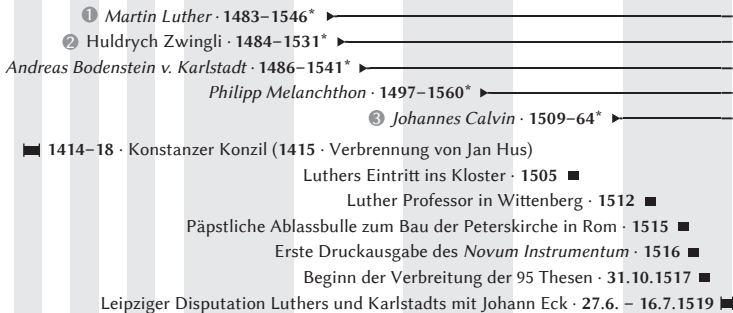 ❶ Martin Luther · 1483–1546*
❷ Huldrych Zwingli · 1484–1531*
Andreas Bodenstein v. Karlstadt · 1486–1541*
Philipp Melanchthon · 1497–1560*
❸ Johannes Calvin · 1509–64*
1414–18 · Konstanzer Konzil (1415 · Verbrennung von Jan Hus)
Luthers Eintritt ins Kloster · 1505
Luther Professor in Wittenberg · 1512
Päpstliche Ablassbulle zum Bau der Peterskirche in Rom · 1515
Erste Druckausgabe des Novum Instrumentum · 1516
Beginn der Verbreitung der 95 Thesen · 31.10.1517
Leipziger Disputation Luthers und Karlstadts mit Johann Eck · 27.6. – 16.7.1519